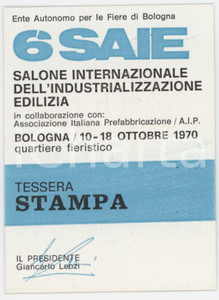 Ente Autonomo per le Fiere di Bologna
6 SAIE
SALONE INTERNAZIONALE
DELL'INDUSTRIALIZZAZIONE
EDILIZIA
in collaborazione con:
Associazione Italiana Prefabbricazione / A.I.P.
BOLOGNA / 10-18 OTTOBRE 1970
quartiere fieristico
TESSERA
STAMPA
IL PRESIDENTE
Giancarlo Lenzi